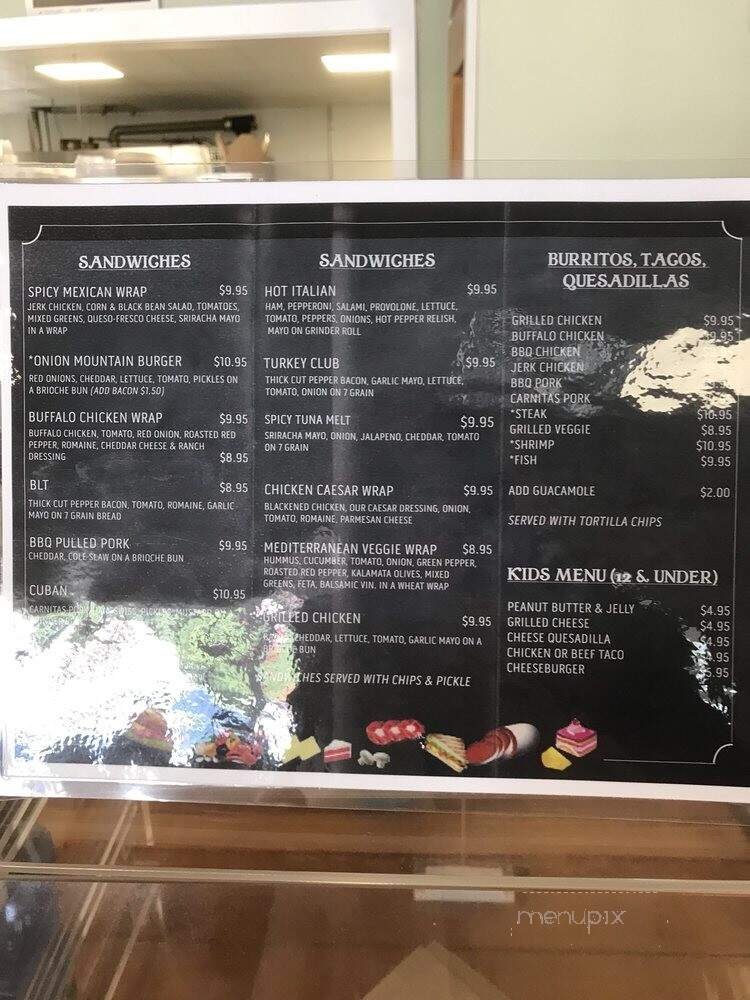 SANDWICHES
SPICY MEXICAN WRAP $9.95
JERK CHICKEN, CORN & BLACK BEAN SALAD, TOMATOES,
MIXED GREENS, QUESO-FRESCO CHEESE, SRIRACHA MAYO
IN A WRAP
*ONION MOUNTAIN BURGER $10.95
RED ONIONS, CHEDDAR, LETTUCE, TOMATO, PICKLES ON
A BRIOCHE BUN (ADD BACON $1.50)
BUFFALO CHICKEN WRAP $9.95
BUFFALO CHICKEN, TOMATO, RED ONION, ROASTED RED
PEPPER, ROMAINE, CHEDDAR CHEESE & RANCH
DRESSING $8.95
BLT $8.95
THICK CUT PEPPER BACON, TOMATO, ROMAINE, GARLIC
MAYO ON 7 GRAIN BREAD
BBQ PULLED PORK $9.95
CHEDDAR, COLE SLAW ON A BRIOCHE BUN
CUBAN $10.95
CARNITAS PORK, SWISS, PICKLES, MUSTARD
SANDWICHES
HOT ITALIAN $9.95
HAM, PEPPERONI, SALAMI, PROVOLONE, LETTUCE,
TOMATO, PEPPERS, ONIONS, HOT PEPPER RELISH,
MAYO ON GRINDER ROLL
TURKEY CLUB $9.95
THICK CUT PEPPER BACON, GARLIC MAYO, LETTUCE,
TOMATO, ONION ON 7 GRAIN
SPICY TUNA MELT $9.95
SRIRACHA MAYO, ONION, JALAPENO, CHEDDAR, TOMATO
ON 7 GRAIN
CHICKEN CAESAR WRAP $9.95
BLACKENED CHICKEN, OUR CAESAR DRESSING, ONION,
TOMATO, ROMAINE, PARMESAN CHEESE
MEDITERRANEAN VEGGIE WRAP $8.95
HUMMUS, CUCUMBER, TOMATO, ONION, GREEN PEPPER,
ROASTED RED PEPPER, KALAMATA OLIVES, MIXED
GREENS, FETA, BALSAMIC VIN. IN A WHEAT WRAP
GRILLED CHICKEN $9.95
CHEDDAR, LETTUCE, TOMATO, GARLIC MAYO ON A
BRIOCHE BUN
SANDWICHES SERVED WITH CHIPS & PICKLE
BURRITOS, TACOS,
QUESADILLAS
GRILLED CHICKEN $9.95
BUFFALO CHICKEN 9.95
BBQ CHICKEN
JERK CHICKEN
BBQ PORK
CARNITAS PORK
*STEAK $10.95
GRILLED VEGGIE $8.95
*SHRIMP $10.95
*FISH $9.95
ADD GUACAMOLE $2.00
SERVED WITH TORTILLA CHIPS
KIDS MENU (12 & UNDER)
PEANUT BUTTER & JELLY $4.95
GRILLED CHEESE $4.95
CHEESE QUESADILLA $4.95
CHICKEN OR BEEF TACO
CHEESEBURGER
menupix